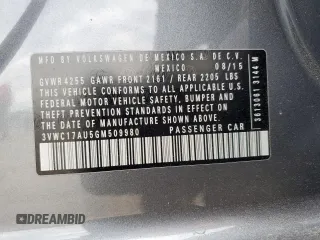 MFD BY VOLKSWAGEN DE MEXICO S.A. DE C.V.
MEXICO 08/15
GVWR 4255 GAWR FRONT 2161 / REAR 2205 LBS
THIS VEHICLE CONFORMS TO ALL APPLICABLE
FEDERAL MOTOR VEHICLE SAFETY, BUMPER AND
THEFT PREVENTION STANDARDS IN EFFECT ON THE
DATE OF MANUFACTURE SHOWN ABOVE
3VWC17AU5GM509980 PASSENGER CAR
3613061 3144 M
DREAMBID